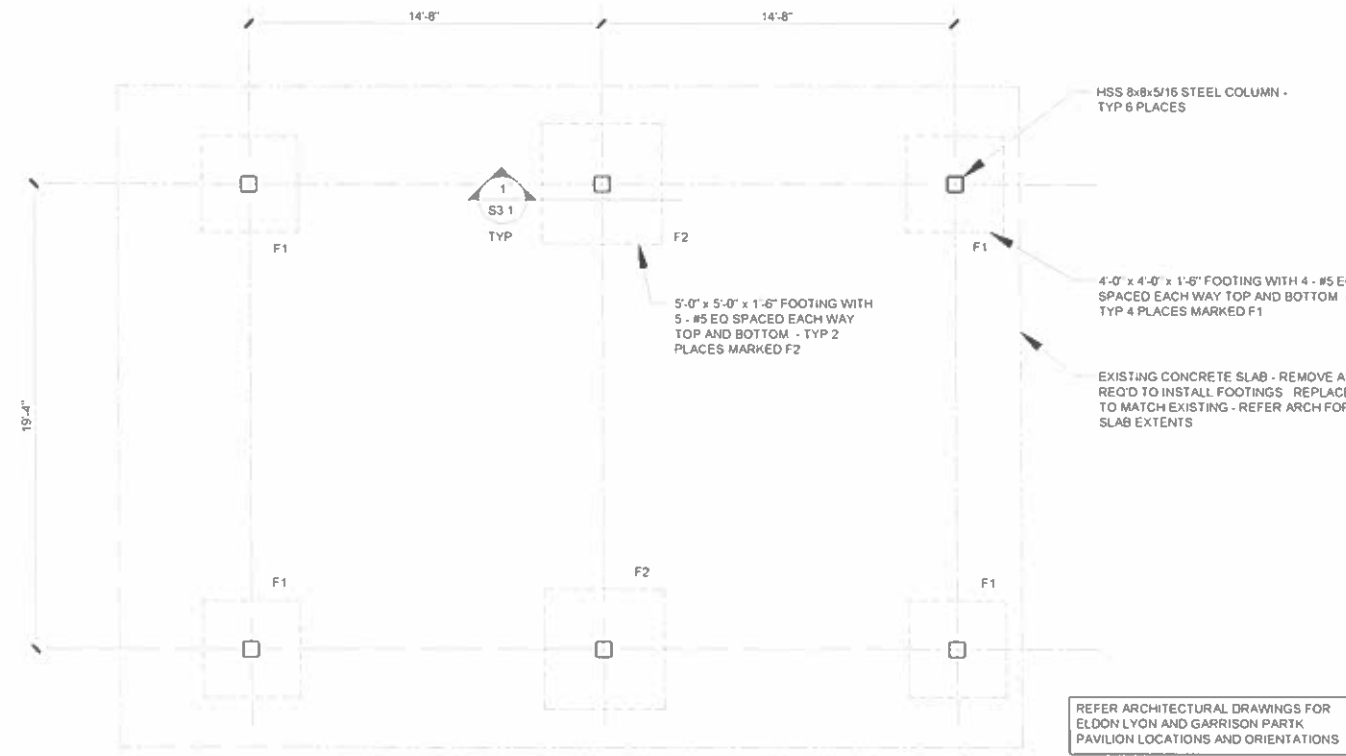 14'-8"
14'-8"
HSS 8x8x5/16 STEEL COLUMN -
TYP 6 PLACES
1
S3 1
TYP
F1
F2
F1
19'-4"
5'-0" x 5'-0" x 1'-6" FOOTING WITH
5 - #5 EQ SPACED EACH WAY
TOP AND BOTTOM - TYP 2
PLACES MARKED F2
4'-0" x 4'-0" x 1'-6" FOOTING WITH 4 - #5
SPACED EACH WAY TOP AND BOTTOM
TYP 4 PLACES MARKED F1
EXISTING CONCRETE SLAB - REMOVE
REQ'D TO INSTALL FOOTINGS REPLACE
TO MATCH EXISTING - REFER ARCH FOR
SLAB EXTENTS
F1
F2
F1
REFER ARCHITECTURAL DRAWINGS FOR
ELDON LYON AND GARRISON PARTK
PAVILION LOCATIONS AND ORIENTATIONS